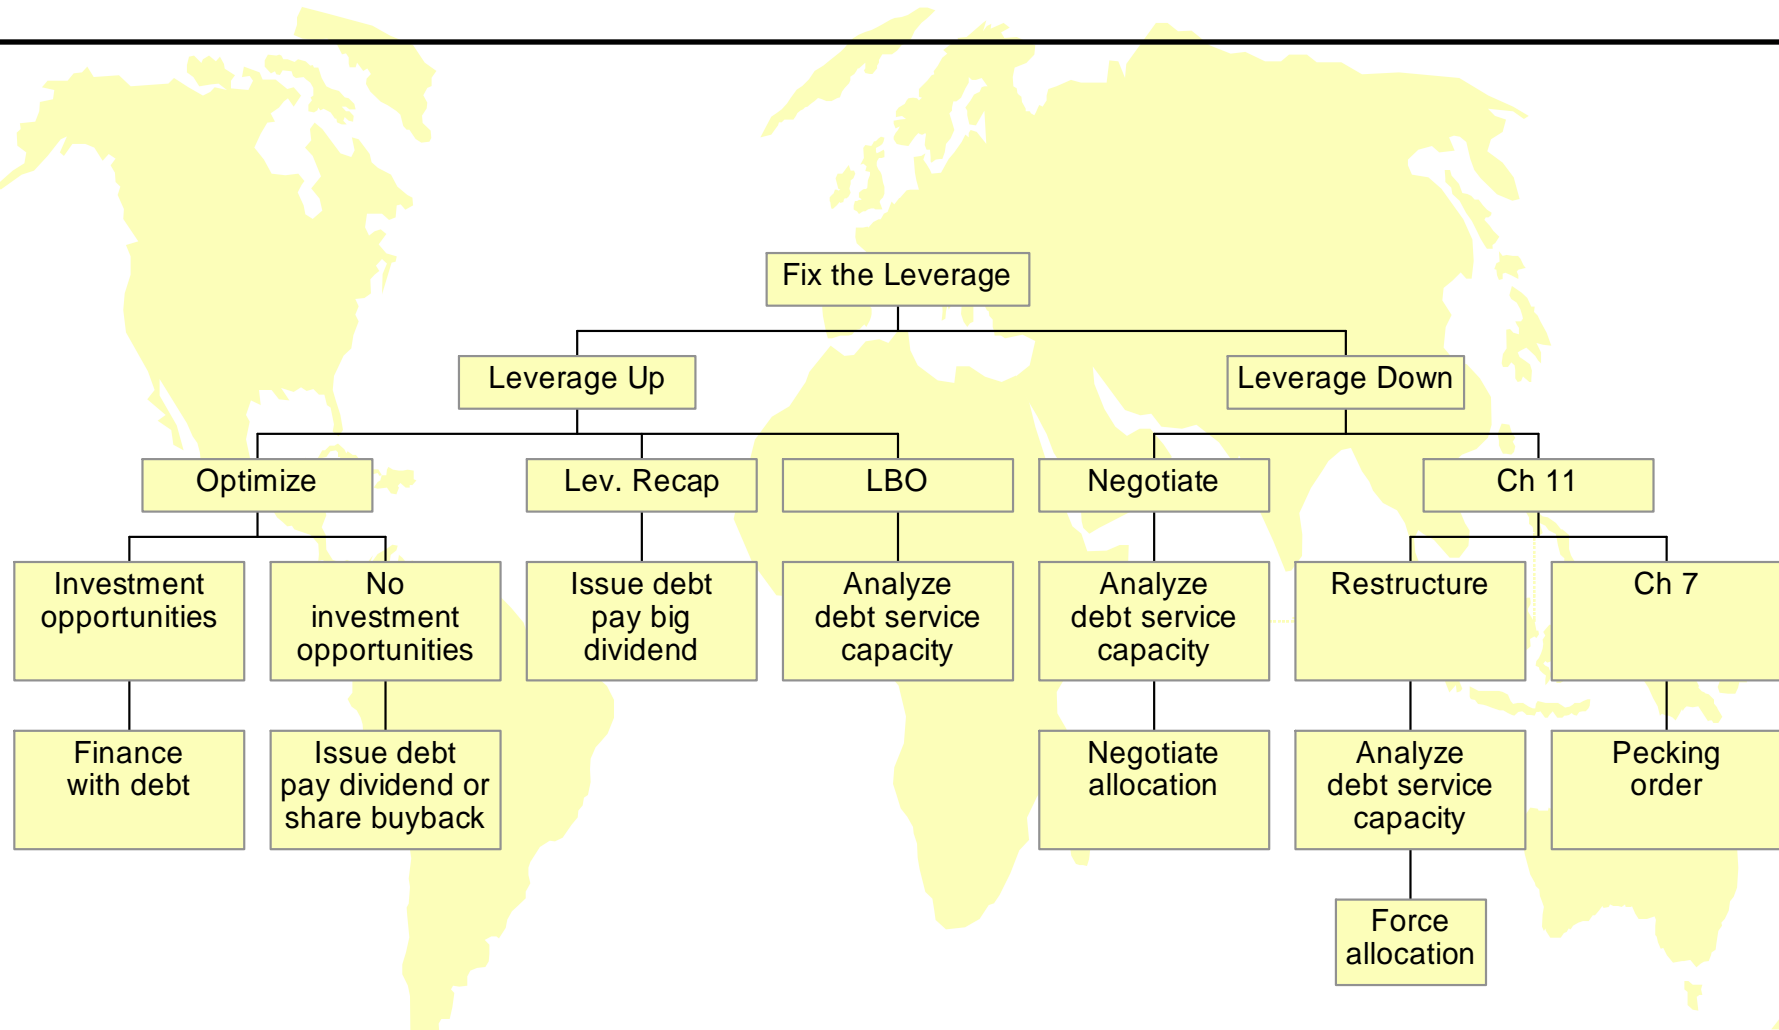 Fix the Leverage
Leverage Up
Leverage Down
Optimize
Lev. Recap
LBO
Negotiate
Ch 11
Investment
opportunities
No
investment
opportunities
Issue debt
pay big
dividend
Analyze
debt service
capacity
Analyze
debt service
capacity
Restructure
Ch 7
Finance
with debt
Issue debt
pay dividend or
share buyback
Negotiate
allocation
Analyze
debt service
capacity
Pecking
order
Force
allocation